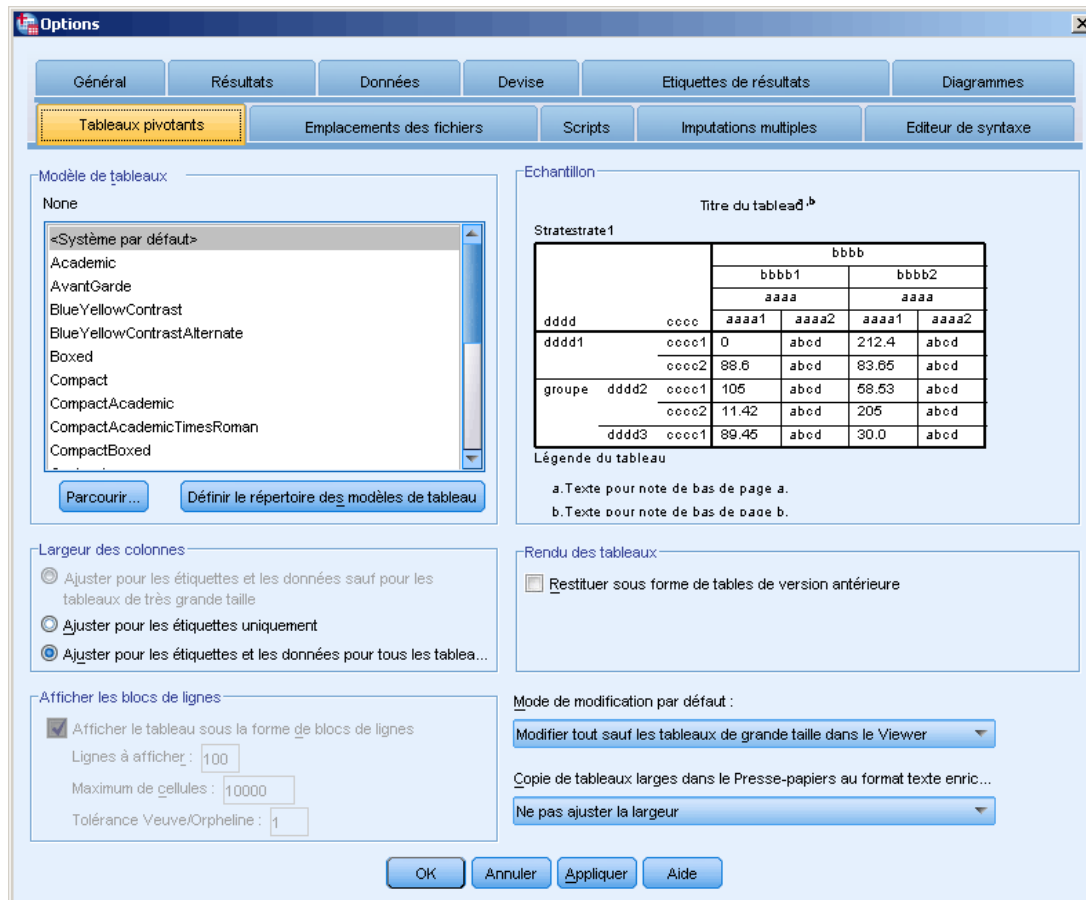 Options
Général Résultats Données Devise Etiquettes de résultats Diagrammes
Tableaux pivotants Emplacements des fichiers Scripts Imputations multiples Editeur de syntaxe
Modèle de tableaux
None
<Système par défaut>
Academic
AvantGarde
BlueYellowContrast
BlueYellowContrastAlternate
Boxed
Compact
CompactAcademic
CompactAcademicTimesRoman
CompactBoxed
Parcourir... Définir le répertoire des modèles de tableau
Echantillon
Titre du tableau a,b
Stratestrate1
bbbb
bbbb1 bbbb2
aaaa aaaa
dddd cccc aaaa1 aaaa2 aaaa1 aaaa2
dddd1 cccc1 0 abcd 212.4 abcd
cccc2 88.6 abcd 83.65 abcd
groupe dddd2 cccc1 105 abcd 58.53 abcd
cccc2 11.42 abcd 205 abcd
dddd3 cccc1 89.45 abcd 30.0 abcd
Légende du tableau
a.Texte pour note de bas de page a.
b.Texte pour note de bas de page b.
Largeur des colonnes
Ajuster pour les étiquettes et les données sauf pour les
tableaux de très grande taille
Ajuster pour les étiquettes uniquement
Ajuster pour les étiquettes et les données pour tous les tablea...
Rendu des tableaux
Restituer sous forme de tables de version antérieure
Afficher les blocs de lignes
Afficher le tableau sous la forme de blocs de lignes
Lignes à afficher : 100
Maximum de cellules : 10000
Tolérance Veuve/Orpheline : 1
Mode de modification par défaut :
Modifier tout sauf les tableaux de grande taille dans le Viewer
Copie de tableaux larges dans le Presse-papiers au format texte enric...
Ne pas ajuster la largeur
OK Annuler Appliquer Aide